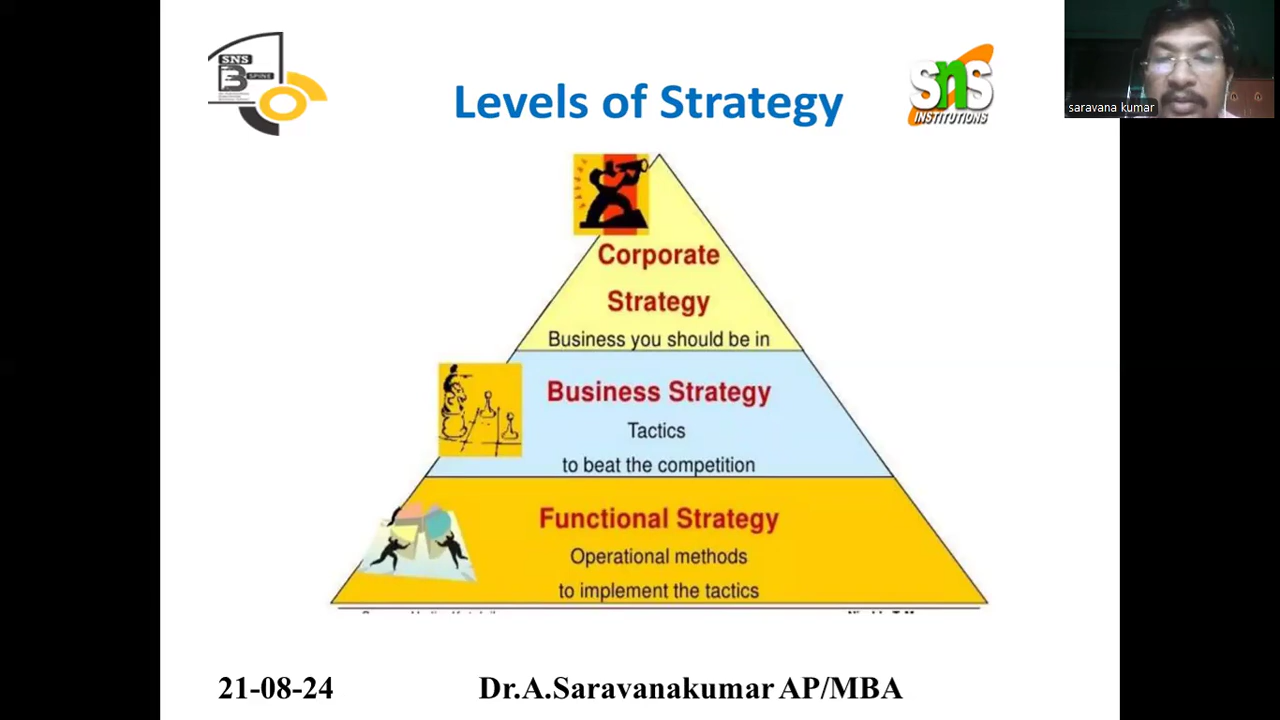 SNS
B
SPINE
Levels of Strategy
SNS
INSTITUTIONS
saravana kumar
Corporate
Strategy
Business you should be in
Business Strategy
Tactics
to beat the competition
Functional Strategy
Operational methods
to implement the tactics
21-08-24
Dr.A.Saravanakumar AP/MBA